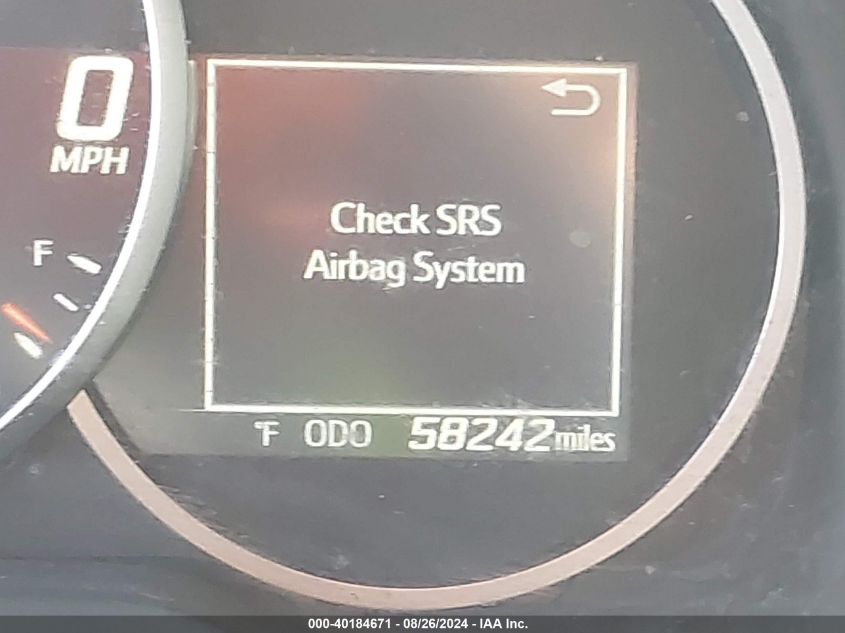 0
MPH
F
Check SRS
Airbag System
°F ODO 58242 miles
000-40184671 - 08/26/2024 - IAA Inc.